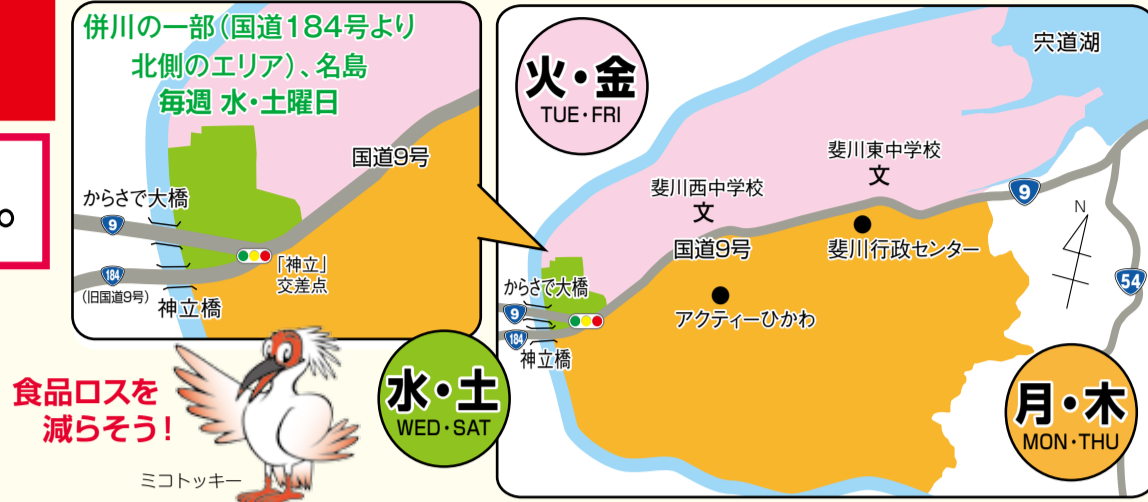 併川の一部(国道184号より
北側のエリア)、名島
毎週 水・土曜日
国道9号
からさで大橋
9
184
(旧国道9号)
神立橋
「神立」
交差点
。
食品ロスを
減らそう!
ミコトッキー
水・土
WED・SAT
火・金
TUE・FRI
宍道湖
斐川東中学校
文
斐川西中学校
文
9
N
国道9号
斐川行政センター
54
からさで大橋
9
184
神立橋
アクティーひかわ
月・木
MON・THU